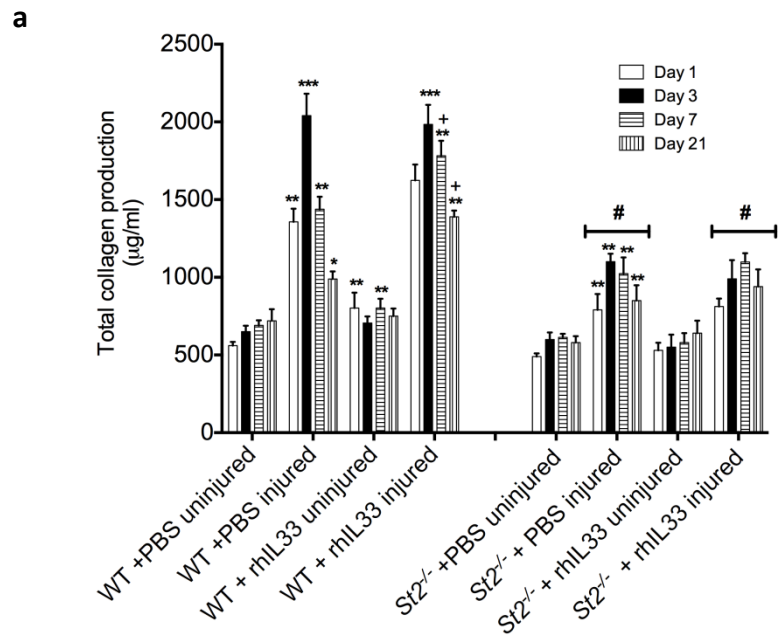 a
Total collagen production
(µg/ml)
2500
2000
1500
1000
500
0
Day 1
Day 3
Day 7
Day 21
** *** ** *
** **
*** + ** + **
#
** ** ** **
#
WT +PBS uninjured
WT +PBS injured
WT + rhIL33 uninjured
WT + rhIL33 injured
St2-/- +PBS uninjured
St2-/- + PBS injured
St2-/- + rhIL33 uninjured
St2-/- + rhIL33 injured